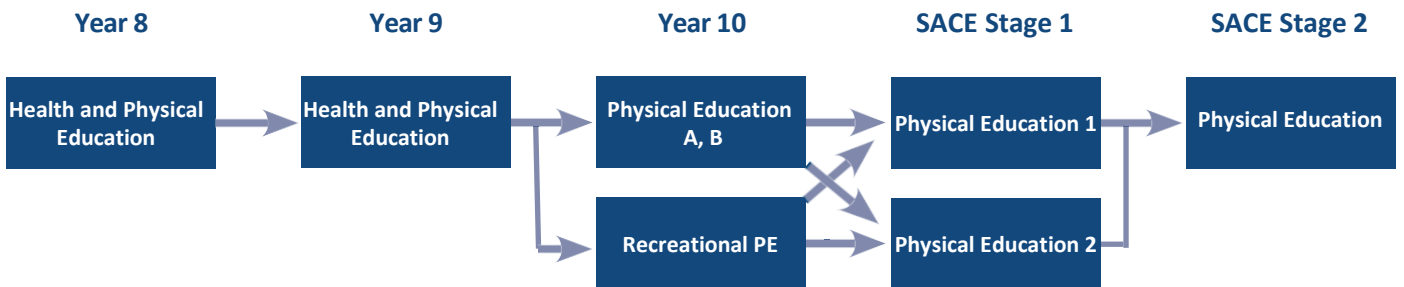 Year 8
Year 9
Year 10
SACE Stage 1
SACE Stage 2
Health and Physical
Education
Health and Physical
Education
Physical Education
A, B
Physical Education 1
Physical Education
Recreational PE
Physical Education 2